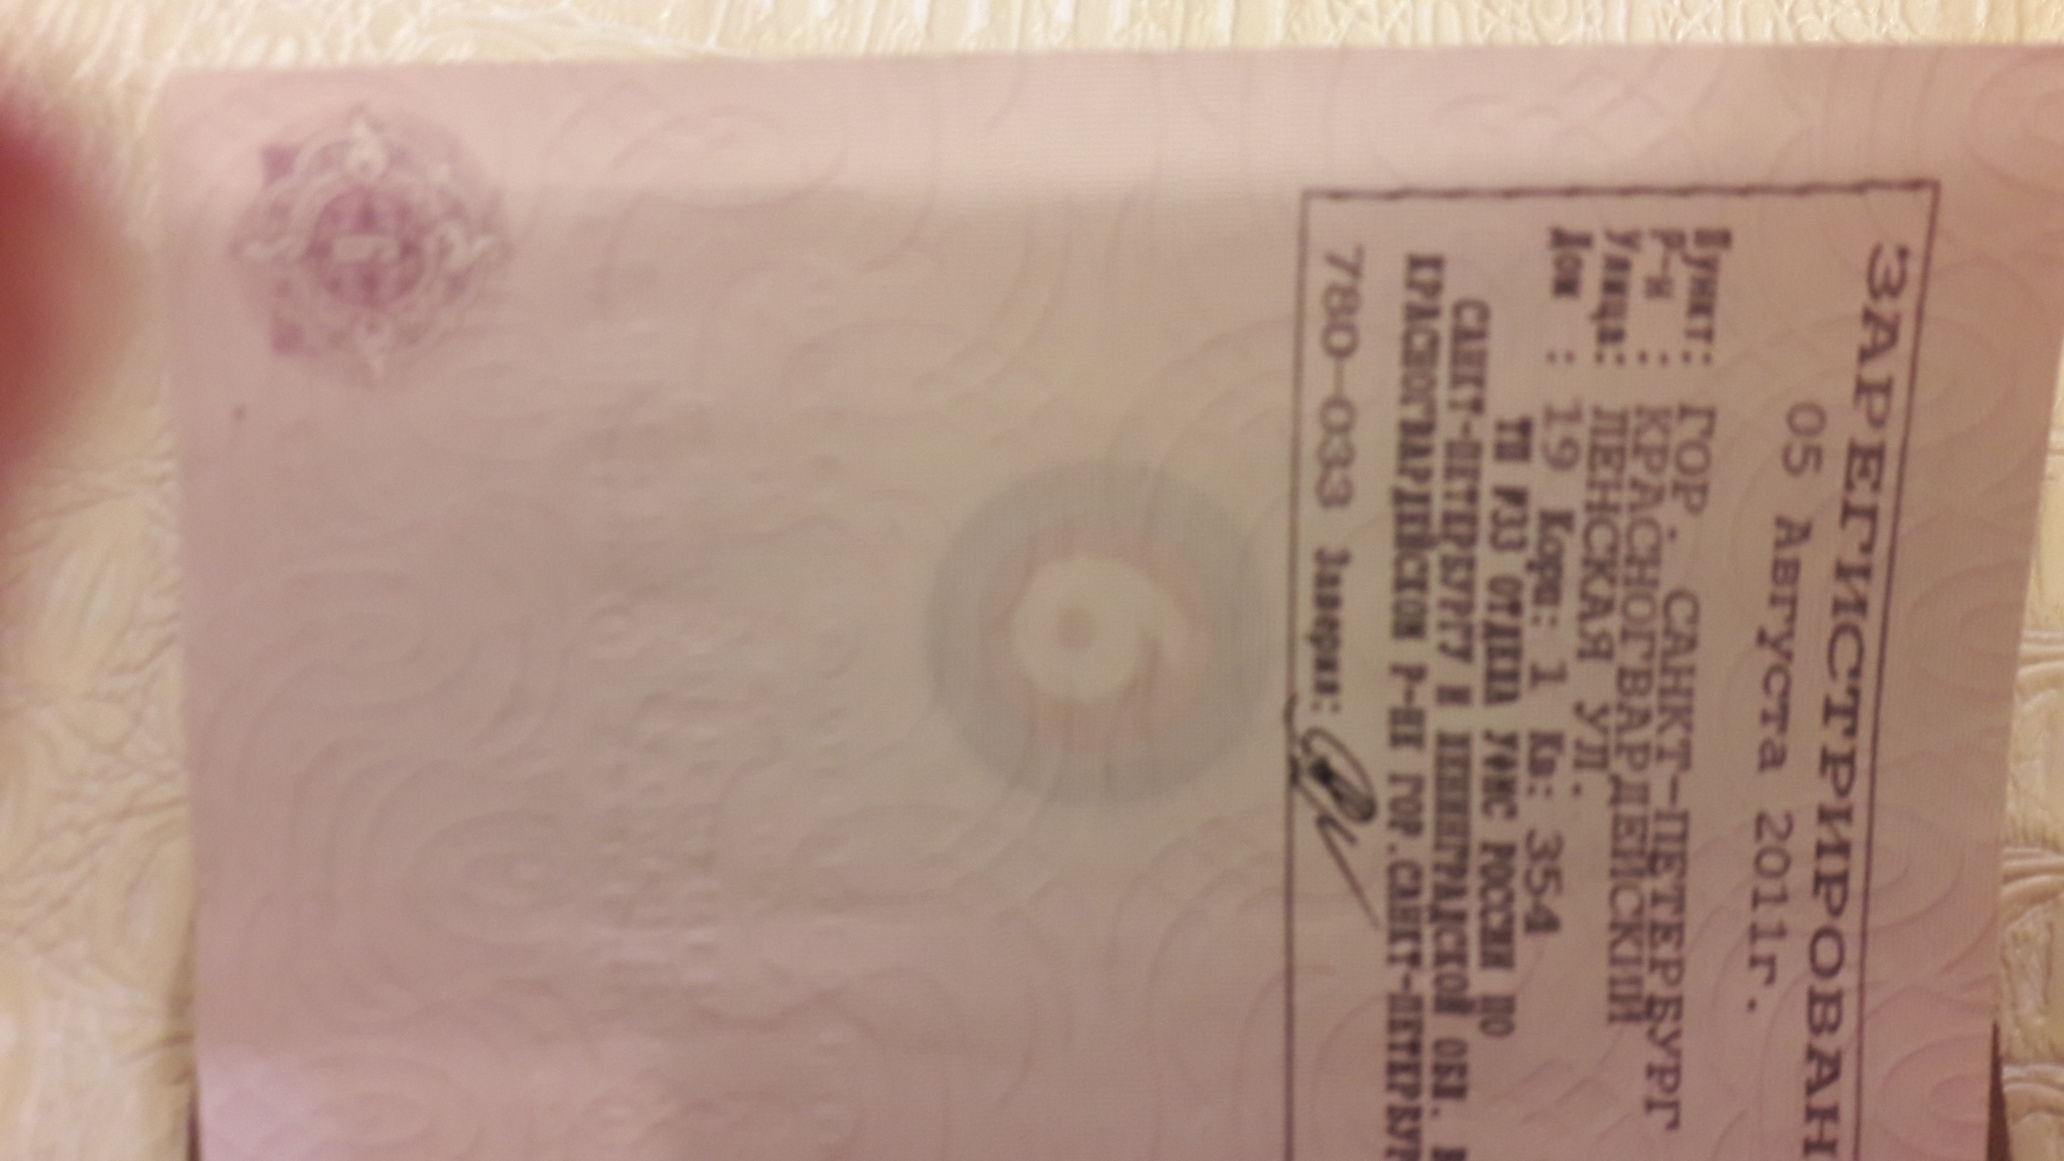 ЗАРЕГИСТРИРОВАН
05 Августа 2011г.
Пункт: ГОР. САНКТ-ПЕТЕРБУРГ
Р-н : КРАСНОГВАРДЕЙСКИЙ
Улица: ЛЕНСКАЯ УЛ.
Дом : 19 Корп: 1 Кв: 354
ТП №33 ОТДЕЛА УФМС РОССИИ ПО
САНКТ-ПЕТЕРБУРГУ И ЛЕНИНГРАДСКОЙ ОБЛ. В
КРАСНОГВАРДЕЙСКОМ Р-НЕ ГОР.САНКТ-ПЕТЕРБУР
780-033 Заверил: